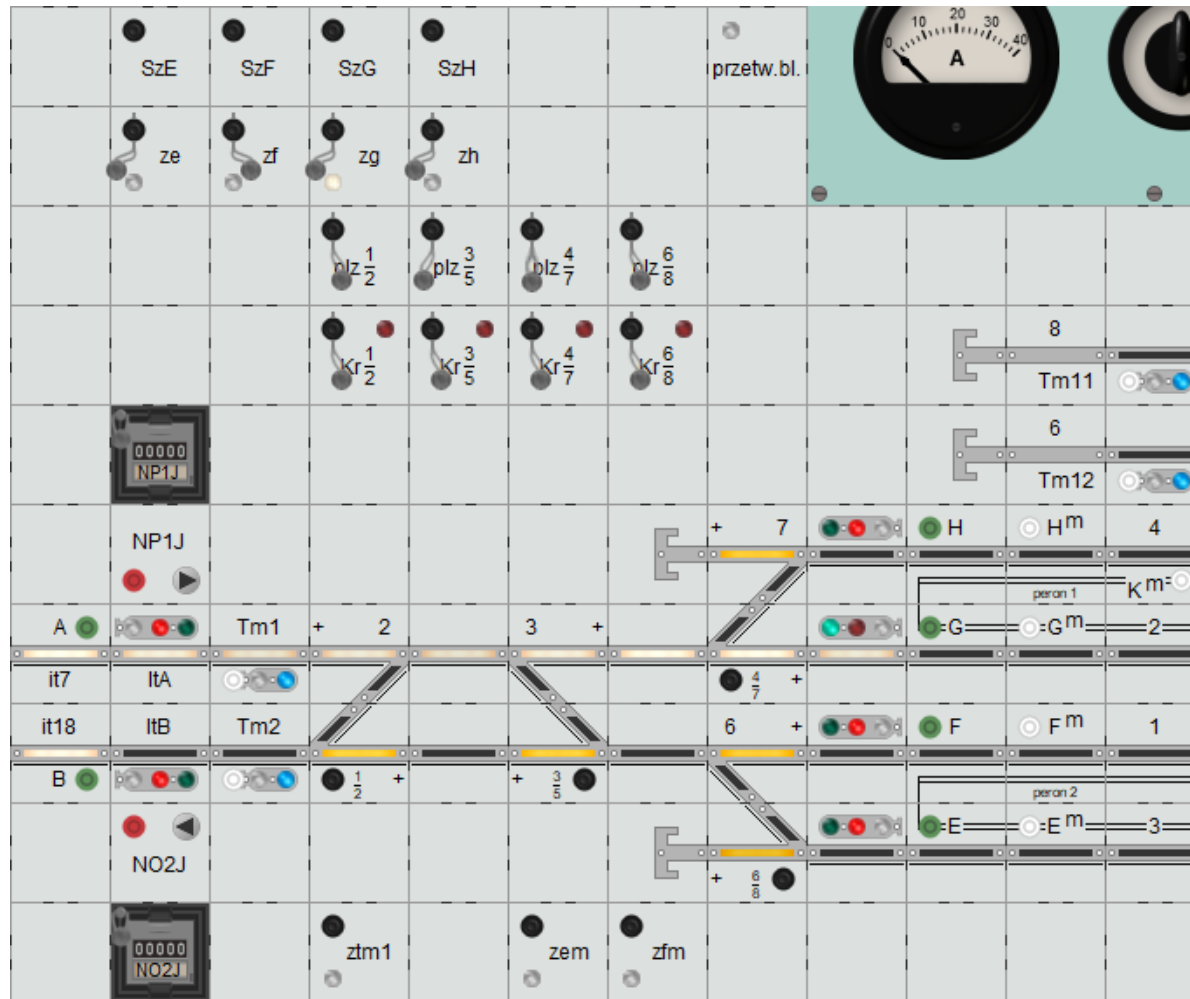 SzE SzF SzG SzH przetw.bl.
0 10 20 30 40
A
ze zf zg zh
plz 1/2 plz 3/5 plz 4/7 plz 6/8
Kr 1/2 Kr 3/5 Kr 4/7 Kr 6/8
8
Tm11
6
00000
NP1J
Tm12
+ 7 H Hm 4
NP1J
peron 1 Km
A Tm1 + 2 3 + G Gm 2
it7 ItA 4/7 +
it18 ItB Tm2 6 + F Fm 1
B 1/2 + + 3/5
peron 2
E Em 3
NO2J
+ 6/8
00000
NO2J
ztm1 zem zfm